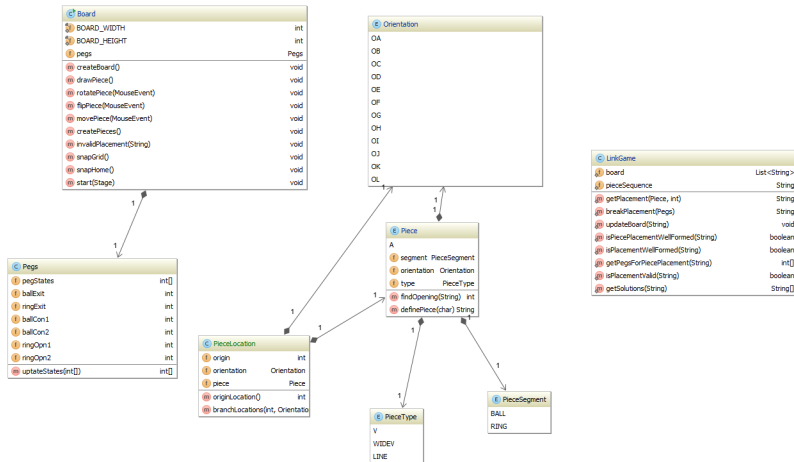 Board
BOARD_WIDTH int
BOARD_HEIGHT int
pegs Pegs
createBoard() void
drawPiece() void
rotatePiece(MouseEvent) void
flipPiece(MouseEvent) void
movePiece(MouseEvent) void
createPieces() void
invalidPlacement(String) void
snapGrid() void
snapHome() void
start(Stage) void
1
1
Pegs
pegStates int[]
ballExit int
ringExit int
ballCon1 int
ballCon2 int
ringOpn1 int
ringOpn2 int
uptateStates(int[]) int[]
Orientation
OA
OB
OC
OD
OE
OF
OG
OH
OI
OJ
OK
OL
1
1
1
1
1
1
PieceLocation
origin int
orientation Orientation
piece Piece
originLocation() int
branchLocations(int, Orientatio
Piece
A
segment PieceSegment
orientation Orientation
type PieceType
findOpening(String) int
definePiece(char) String
1
1
1
1
PieceType
V
WIDEV
LINE
PieceSegment
BALL
RING
LinkGame
board List<String>
pieceSequence String
getPlacement(Piece, int) String
breakPlacement(Pegs) String
updateBoard(String) void
isPiecePlacementWellFormed(String) boolean
isPlacementWellFormed(String) boolean
getPegsForPiecePlacement(String) int[]
isPlacementValid(String) boolean
getSolutions(String) String[]